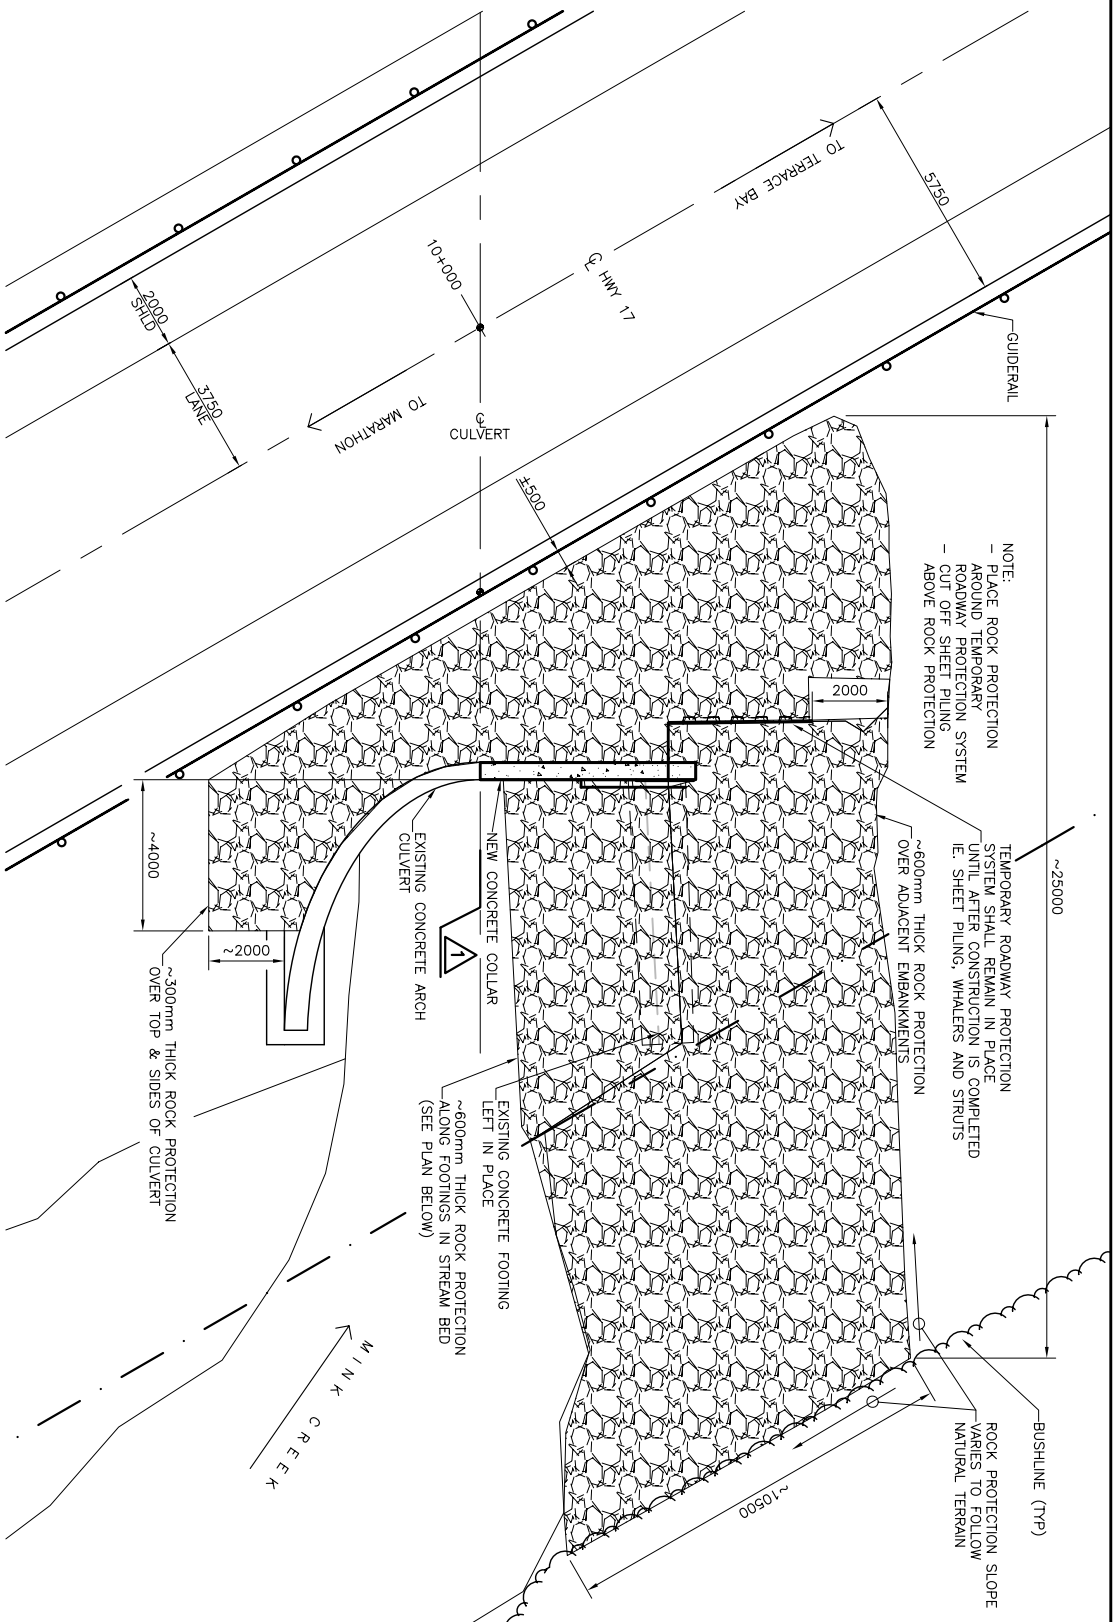 NOTE:
– PLACE ROCK PROTECTION
AROUND TEMPORARY
ROADWAY PROTECTION SYSTEM
– CUT OFF SHEET PILING
ABOVE ROCK PROTECTION
TEMPORARY ROADWAY PROTECTION
SYSTEM SHALL REMAIN IN PLACE
UNTIL AFTER CONSTRUCTION IS COMPLETED
IE. SHEET PILING, WHALERS AND STRUTS
~600mm THICK ROCK PROTECTION
OVER ADJACENT EMBANKMENTS
BUSHLINE (TYP)
ROCK PROTECTION SLOPE
VARIES TO FOLLOW
NATURAL TERRAIN
GUIDERAIL
~25000
5750
2000
~10500
TO TERRACE BAY
℄ HWY 17
10+000
℄
CULVERT
±500
TO MARATHON
2000
SHLD
3750
LANE
NEW CONCRETE COLLAR
EXISTING CONCRETE ARCH
CULVERT
1
EXISTING CONCRETE FOOTING
LEFT IN PLACE
~600mm THICK ROCK PROTECTION
ALONG FOOTINGS IN STREAM BED
(SEE PLAN BELOW)
MINK CREEK
~4000
~2000
~300mm THICK ROCK PROTECTION
OVER TOP & SIDES OF CULVERT